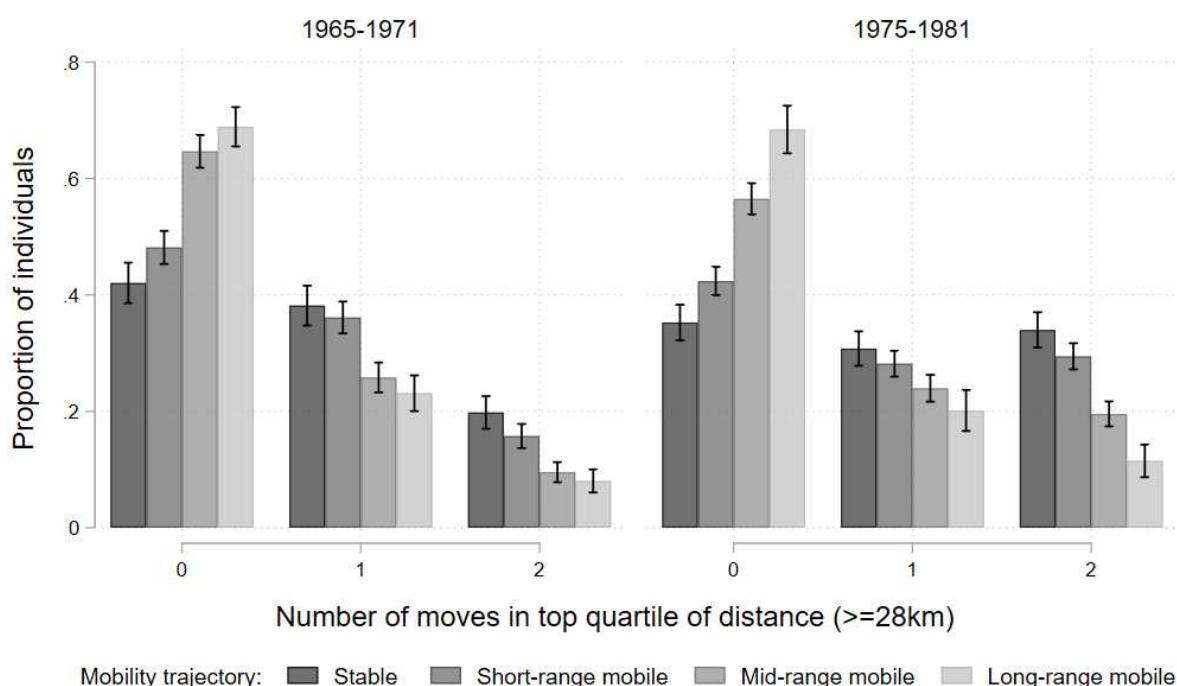 1965-1971 1975-1981
.8
.6
.4
.2
0
Proportion of individuals
0 1 2 0 1 2
Number of moves in top quartile of distance (>=28km)
Mobility trajectory: Stable Short-range mobile Mid-range mobile Long-range mobile